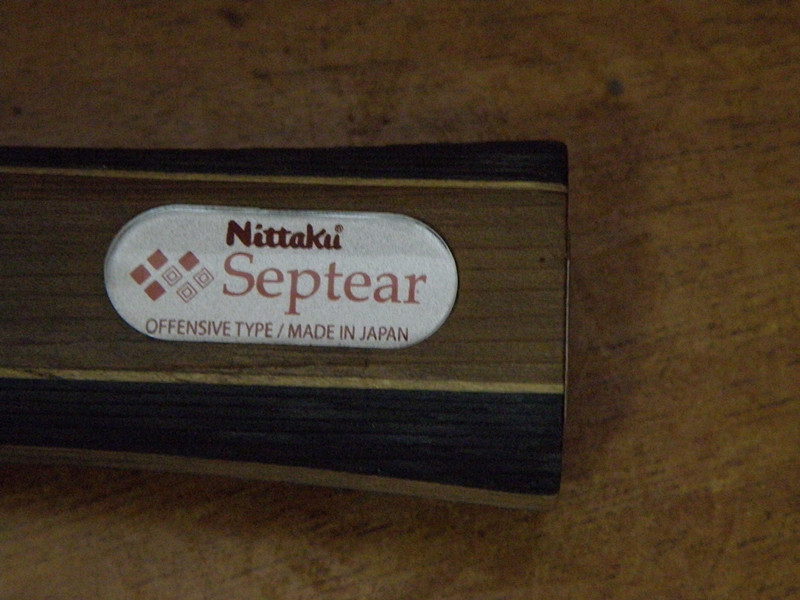 Nittaku®
Septear
OFFENSIVE TYPE / MADE IN JAPAN